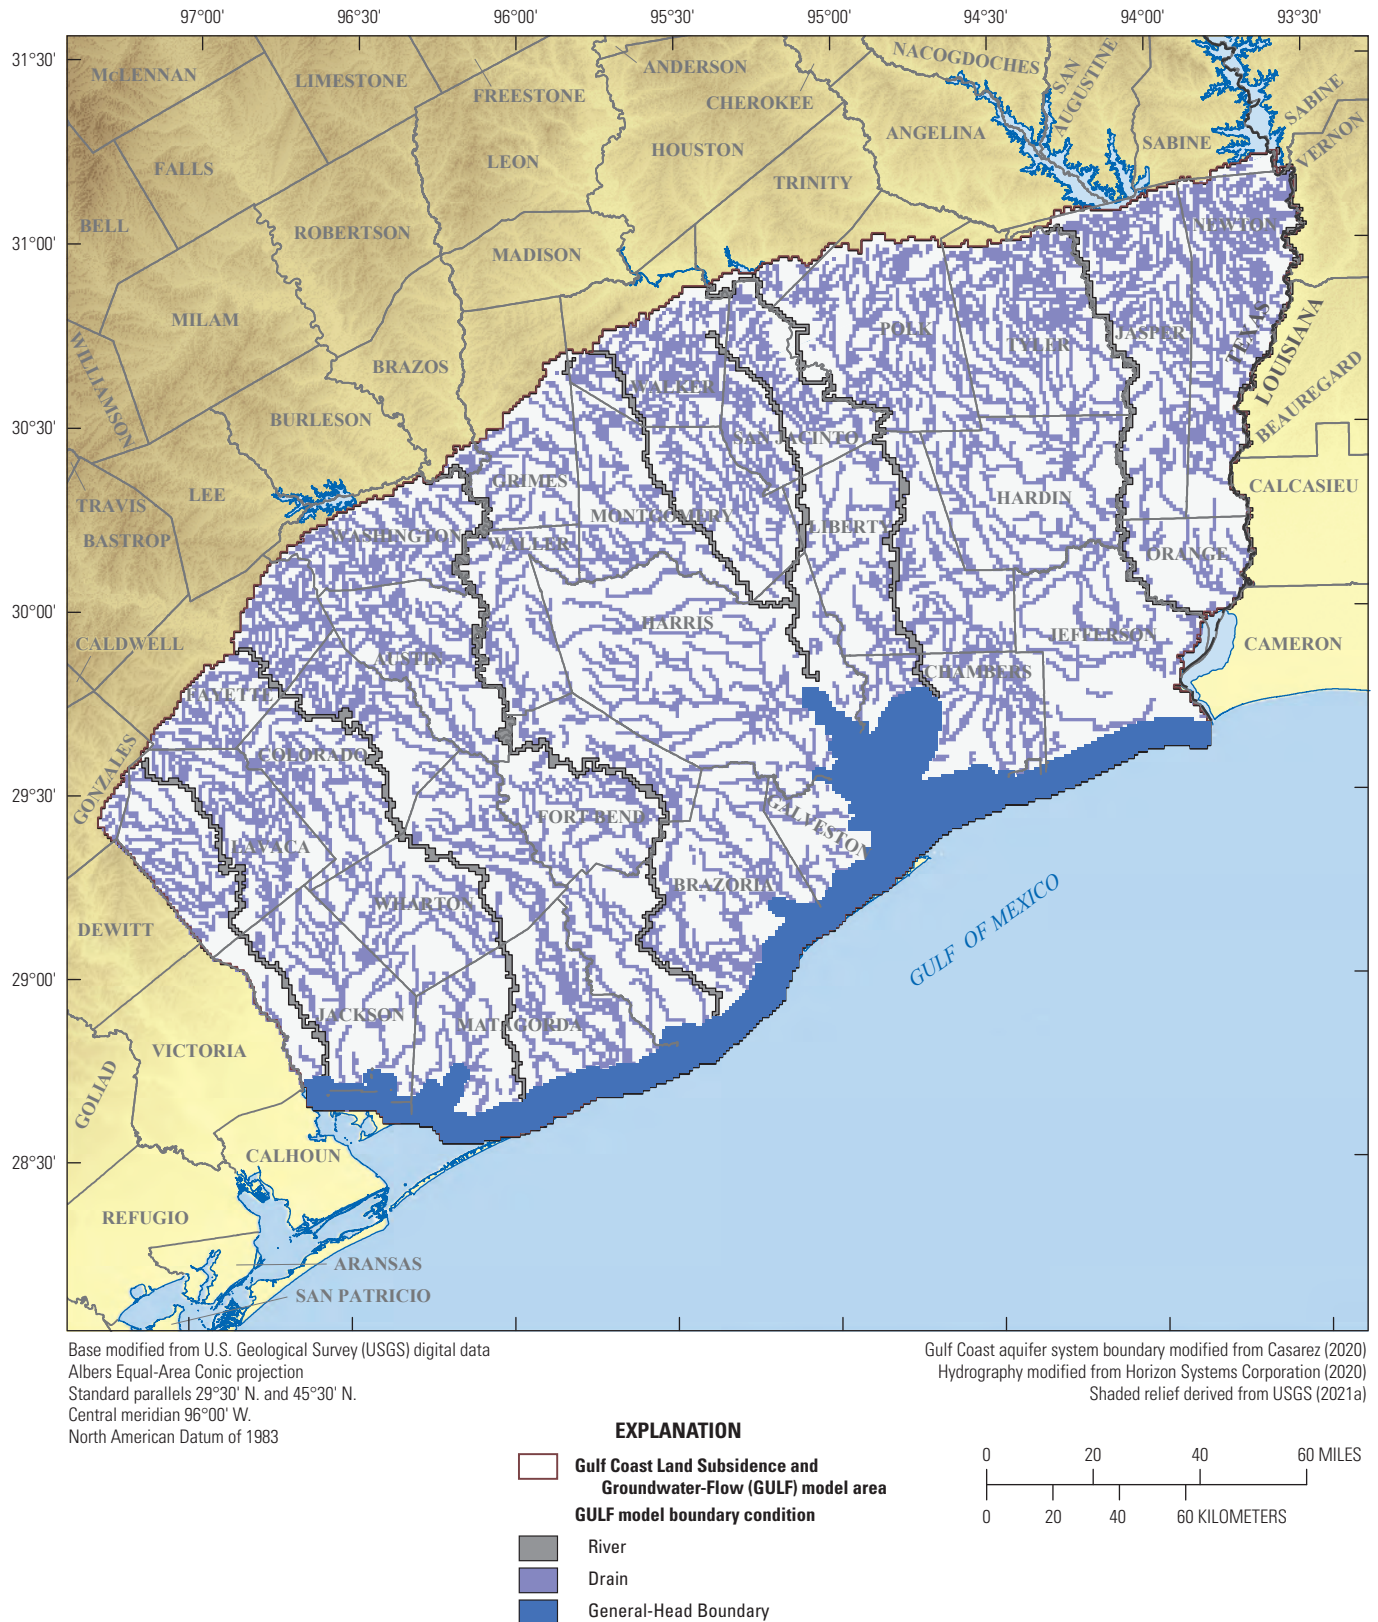 97°00' 96°30' 96°00' 95°30' 95°00' 94°30' 94°00' 93°30'
31°30'
31°00'
30°30'
30°00'
29°30'
29°00'
28°30'
McLENNAN
LIMESTONE
FREESTONE
ANDERSON
CHEROKEE
NACOGDOCHES
SAN
AUGUSTINE
SABINE
SABINE
VERNON
ANGELINA
HOUSTON
LEON
FALLS
TRINITY
BELL
ROBERTSON
MADISON
NEWTON
MILAM
POLK
TYLER
JASPER
TEXAS
LOUISIANA
WILLIAMSON
BRAZOS
WALKER
BEAUREGARD
BURLESON
SAN JACINTO
GRIMES
HARDIN
CALCASIEU
TRAVIS
LEE
MONTGOMERY
LIBERTY
BASTROP
WASHINGTON
WALLER
ORANGE
HARRIS
JEFFERSON
CALDWELL
CAMERON
AUSTIN
CHAMBERS
FAYETTE
COLORADO
GONZALES
FORT BEND
GALVESTON
LAVACA
BRAZORIA
WHARTON
DEWITT
GULF OF MEXICO
JACKSON
MATAGORDA
VICTORIA
GOLIAD
CALHOUN
REFUGIO
ARANSAS
SAN PATRICIO
Base modified from U.S. Geological Survey (USGS) digital data
Albers Equal-Area Conic projection
Standard parallels 29°30' N. and 45°30' N.
Central meridian 96°00' W.
North American Datum of 1983
Gulf Coast aquifer system boundary modified from Casarez (2020)
Hydrography modified from Horizon Systems Corporation (2020)
Shaded relief derived from USGS (2021a)
EXPLANATION
Gulf Coast Land Subsidence and
Groundwater-Flow (GULF) model area
GULF model boundary condition
River
Drain
General-Head Boundary
0 20 40 60 MILES
0 20 40 60 KILOMETERS